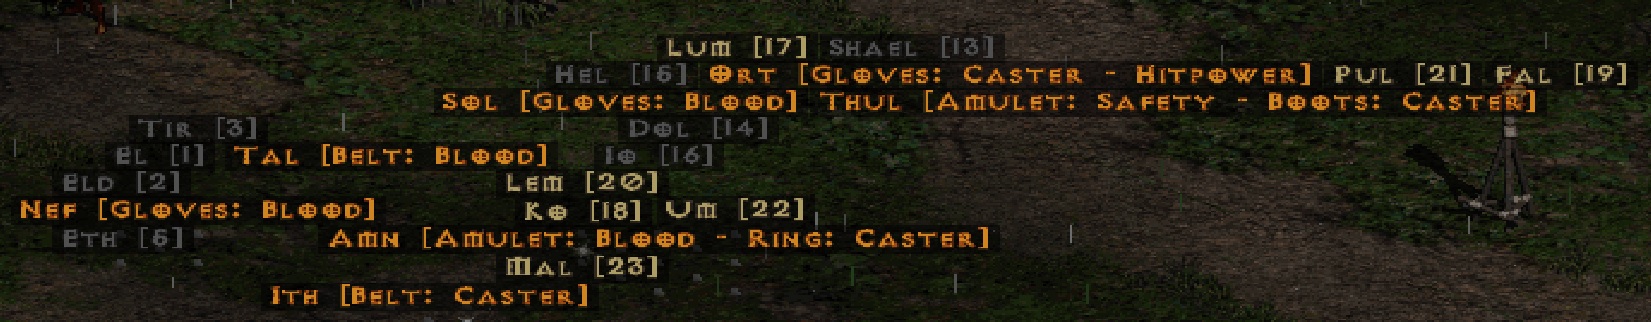 Lum [17] Shael [13]
Hel [15] Ort [Gloves: Caster - Hitpower] Pul [21] Fal [19]
Sol [Gloves: Blood] Thul [Amulet: Safety - Boots: Caster]
Tir [3] Dol [14]
El [1] Tal [Belt: Blood] Io [16]
Eld [2] Lem [20]
Nef [Gloves: Blood] Ko [18] Um [22]
Eth [5] Amn [Amulet: Blood - Ring: Caster]
Mal [23]
Ith [Belt: Caster]